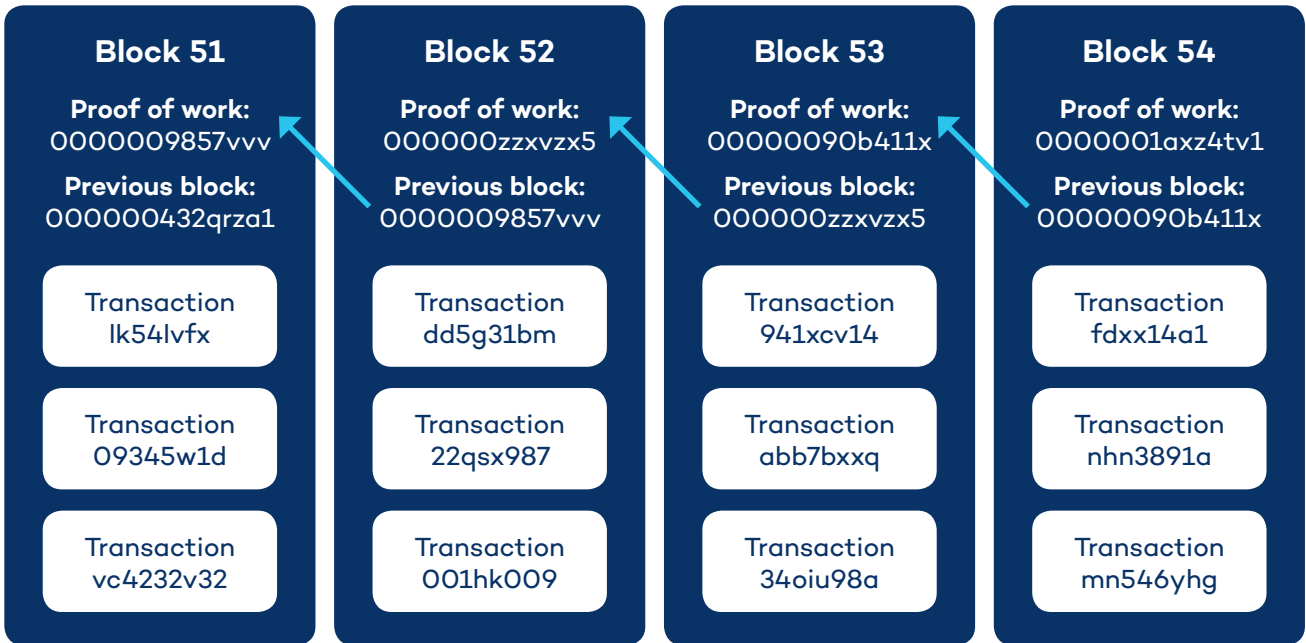 Block 51
Proof of work:
0000009857vvv
Previous block:
000000432qrza1
Transaction
lk54lvfx
Transaction
09345w1d
Transaction
vc4232v32
Block 52
Proof of work:
000000zzxvzx5
Previous block:
0000009857vvv
Transaction
dd5g31bm
Transaction
22qsx987
Transaction
001hk009
Block 53
Proof of work:
00000090b411x
Previous block:
000000zzxvzx5
Transaction
941xcv14
Transaction
abb7bxxq
Transaction
34oiu98a
Block 54
Proof of work:
0000001axz4tv1
Previous block:
00000090b411x
Transaction
fdxx14a1
Transaction
nhn3891a
Transaction
mn546yhg